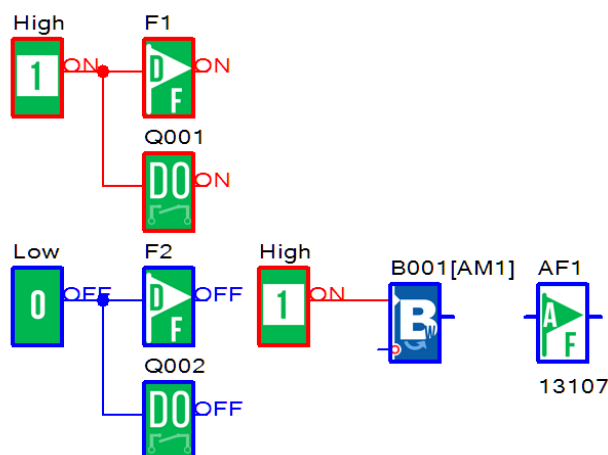 High
F1
1
ON
D
F
ON
Q001
DO
ON
Low
F2
High
B001[AM1]
AF1
0
OFF
D
F
OFF
1
ON
B
W
A
F
13107
Q002
DO
OFF